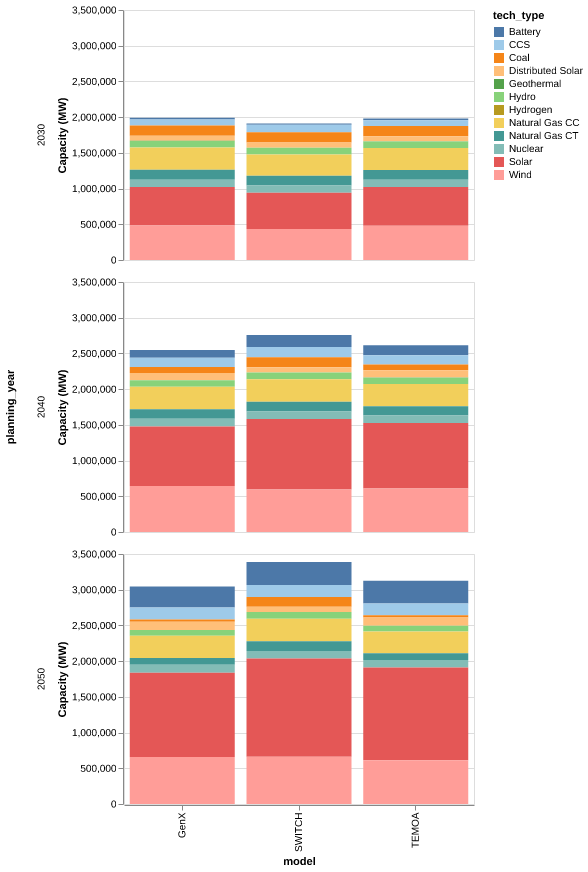 3,500,000
3,000,000
2,500,000
2,000,000
1,500,000
1,000,000
500,000
0
Capacity (MW)
2030
tech_type
Battery
CCS
Coal
Distributed Solar
Geothermal
Hydro
Hydrogen
Natural Gas CC
Natural Gas CT
Nuclear
Solar
Wind
planning_year
3,500,000
3,000,000
2,500,000
2,000,000
1,500,000
1,000,000
500,000
0
Capacity (MW)
2040
3,500,000
3,000,000
2,500,000
2,000,000
1,500,000
1,000,000
500,000
0
Capacity (MW)
2050
GenX
SWITCH
TEMOA
model